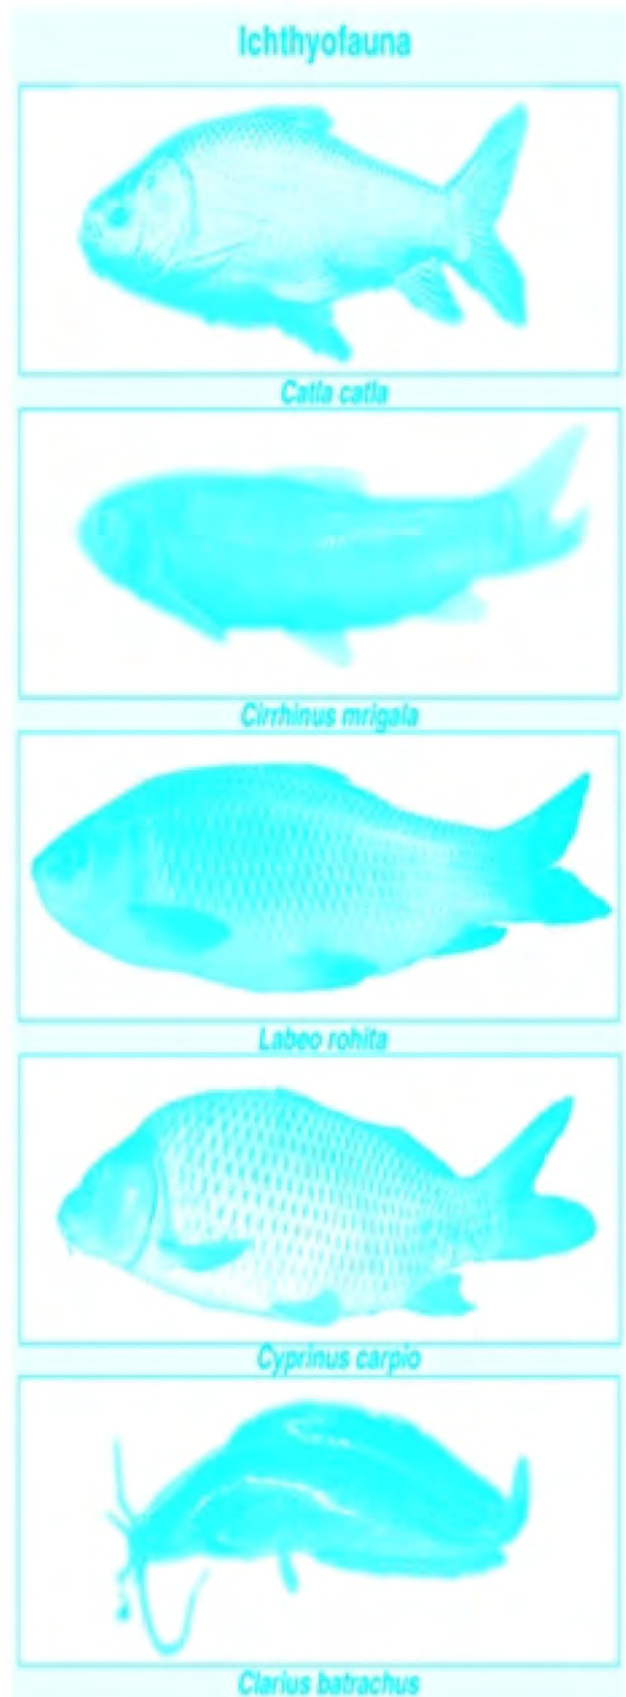 Ichthyofauna
Catla catla
Cirrhinus mrigala
Labeo rohita
Cyprinus carpio
Clarius batrachus